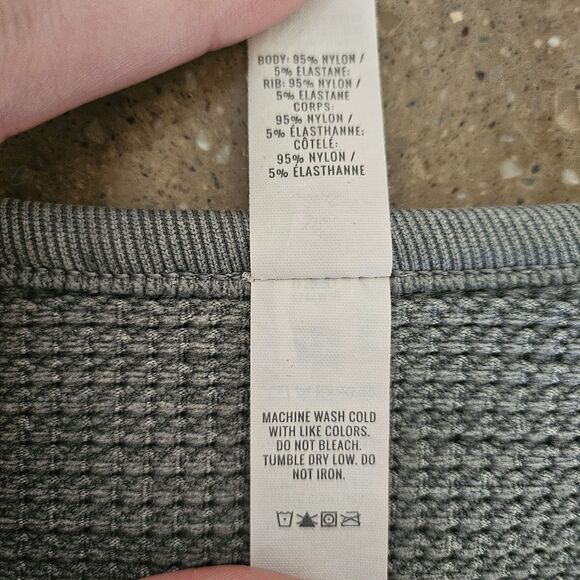 BODY: 95% NYLON /
5% ELASTANE:
RIB: 95% NYLON /
5% ELASTANE
CORPS:
95% NYLON /
5% ÉLASTHANNE:
CÔTELÉ:
95% NYLON /
5% ÉLASTHANNE
MACHINE WASH COLD
WITH LIKE COLORS.
DO NOT BLEACH.
TUMBLE DRY LOW. DO
NOT IRON.